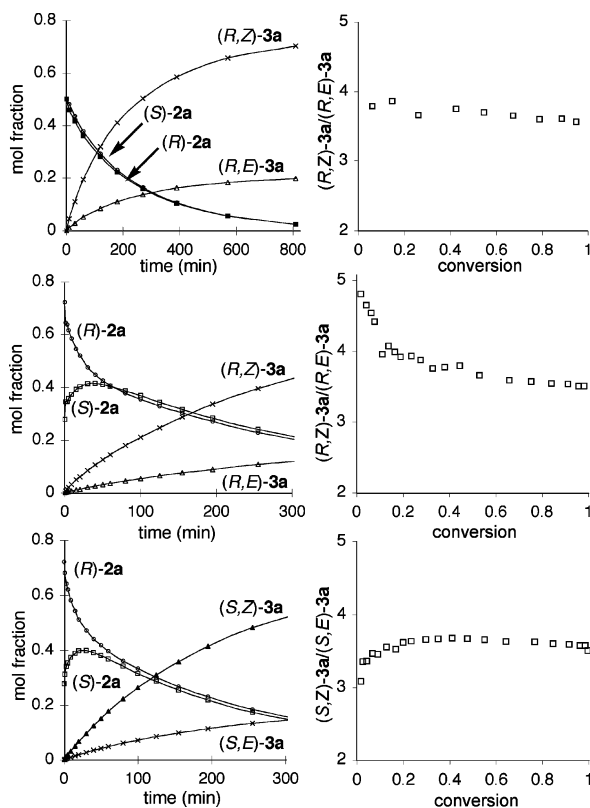 0.8
0.6
0.4
0.2
0
mol fraction
(R,Z)-3a
(S)-2a
(R)-2a
(R,E)-3a
0 200 400 600 800
time (min)
5
4
3
2
(R,Z)-3a/(R,E)-3a
0 0.2 0.4 0.6 0.8 1
conversion
0.8
0.6
0.4
0.2
0
mol fraction
(R)-2a
(R,Z)-3a
(S)-2a
(R,E)-3a
0 50 100 150 200 250 300
time (min)
5
4
3
2
(R,Z)-3a/(R,E)-3a
0 0.2 0.4 0.6 0.8 1
conversion
0.8
0.6
0.4
0.2
0
mol fraction
(R)-2a
(S,Z)-3a
(S)-2a
(S,E)-3a
0 50 100 150 200 250 300
time (min)
5
4
3
2
(S,Z)-3a/(S,E)-3a
0 0.2 0.4 0.6 0.8 1
conversion